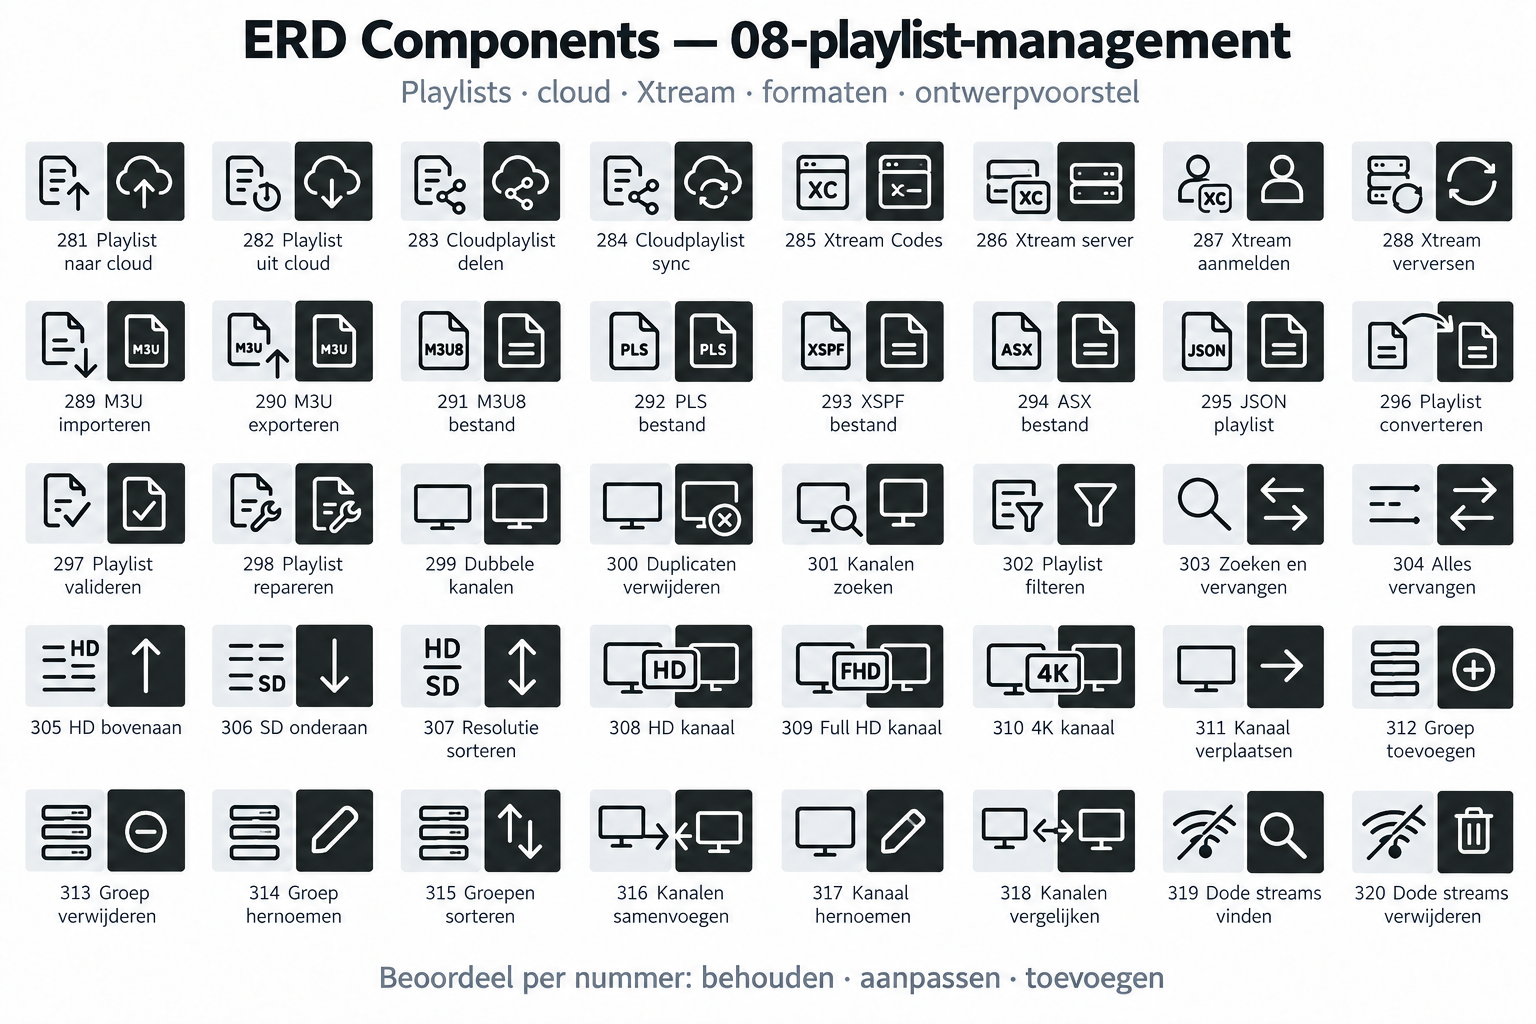 ERD Components — 08-playlist-management
Playlists · cloud · Xtream · formaten · ontwerpvoorstel
XC
X–
XC
XC
281 Playlist
naar cloud
282 Playlist
uit cloud
283 Cloudplaylist
delen
284 Cloudplaylist
sync
285 Xtream Codes
286 Xtream server
287 Xtream
aanmelden
288 Xtream
verversen
M3U
M3U
M3U
M3U8
PLS
PLS
XSPF
ASX
JSON
289 M3U
importeren
290 M3U
exporteren
291 M3U8
bestand
292 PLS
bestand
293 XSPF
bestand
294 ASX
bestand
295 JSON
playlist
296 Playlist
converteren
297 Playlist
valideren
298 Playlist
repareren
299 Dubbele
kanalen
300 Duplicaten
verwijderen
301 Kanalen
zoeken
302 Playlist
filteren
303 Zoeken en
vervangen
304 Alles
vervangen
HD
SD
HD
SD
HD
FHD
4K
305 HD bovenaan
306 SD onderaan
307 Resolutie
sorteren
308 HD kanaal
309 Full HD kanaal
310 4K kanaal
311 Kanaal
verplaatsen
312 Groep
toevoegen
313 Groep
verwijderen
314 Groep
hernoemen
315 Groepen
sorteren
316 Kanalen
samenvoegen
317 Kanaal
hernoemen
318 Kanalen
vergelijken
319 Dode streams
vinden
320 Dode streams
verwijderen
Beoordeel per nummer: behouden · aanpassen · toevoegen